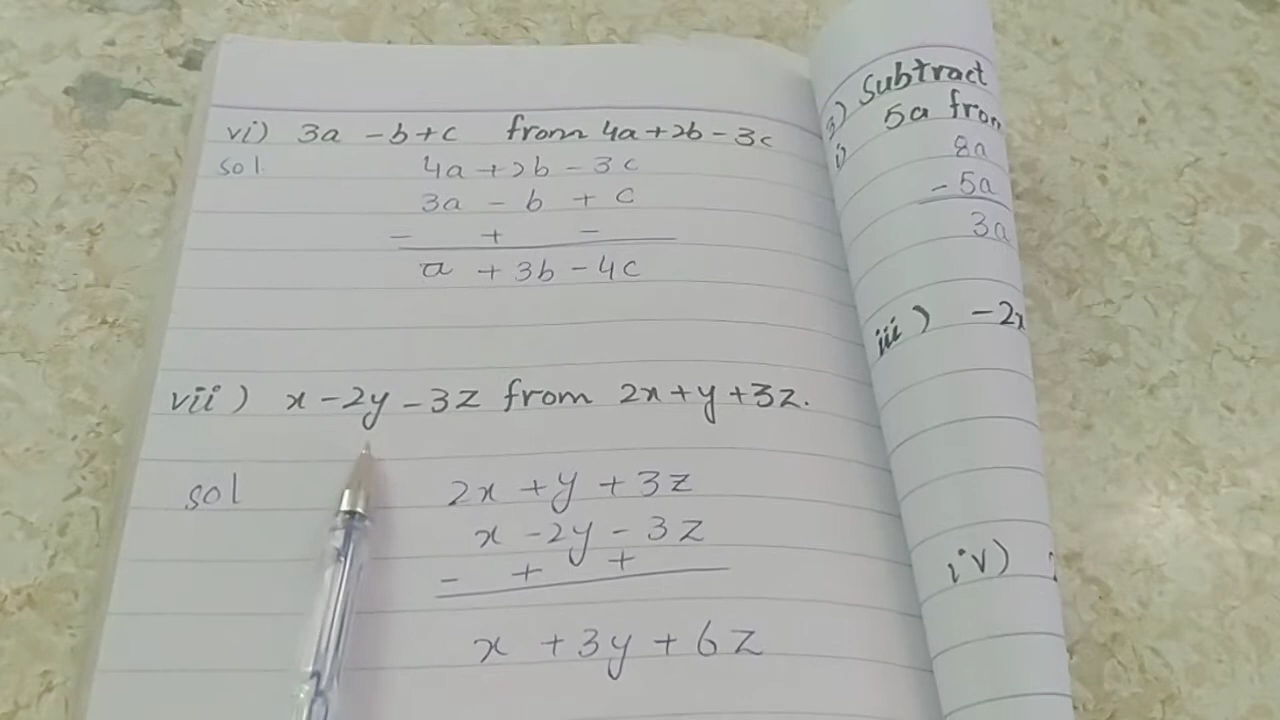 vi) 3a - b + c from 4a + 2b - 3c
sol 4a + 2b - 3c
3a - b + c
- + -
a + 3b - 4c
vii) x - 2y - 3z from 2x + y + 3z.
sol 2x + y + 3z
x - 2y - 3z
- + +
x + 3y + 6z
3) Subtract
i) 5a from
8a
- 5a
3a
iii) -2x
iv)